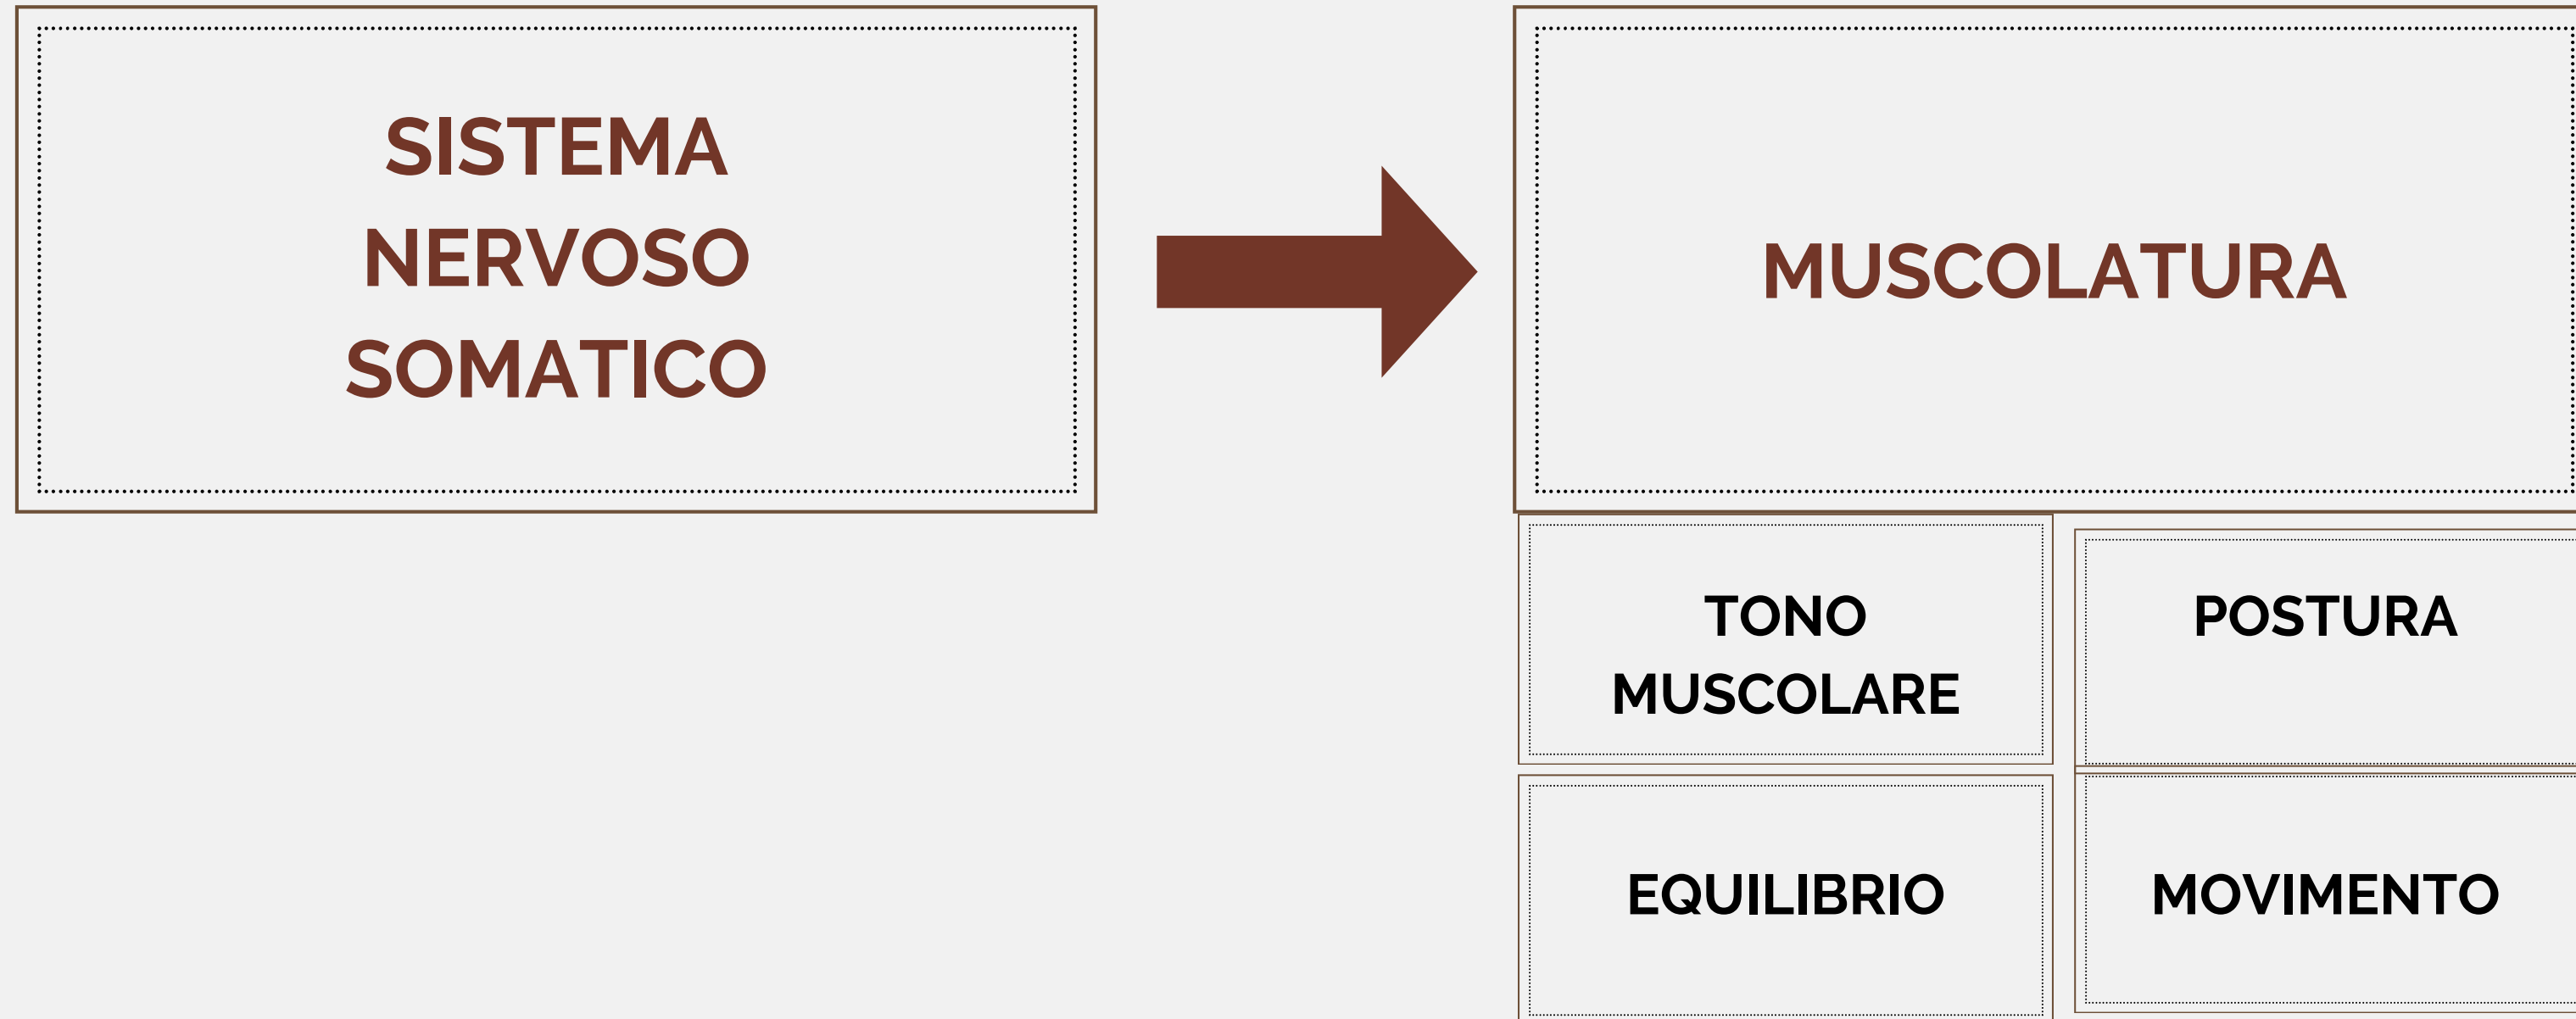 SISTEMA
NERVOSO
SOMATICO
MUSCOLATURA
TONO
MUSCOLARE
POSTURA
EQUILIBRIO
MOVIMENTO